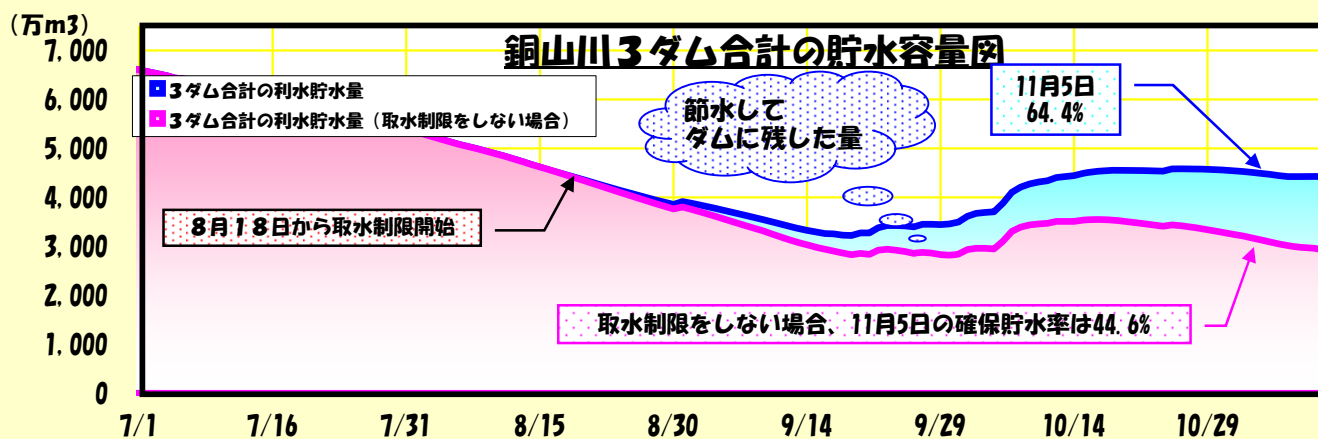 (万m3)
銅山川3ダム合計の貯水容量図
7,000
6,000
5,000
4,000
3,000
2,000
1,000
0
3ダム合計の利水貯水量
3ダム合計の利水貯水量（取水制限をしない場合）
節水して
ダムに残した量
11月5日
64.4%
８月１８日から取水制限開始
取水制限をしない場合、11月5日の確保貯水率は44.6%
7/1 7/16 7/31 8/15 8/30 9/14 9/29 10/14 10/29